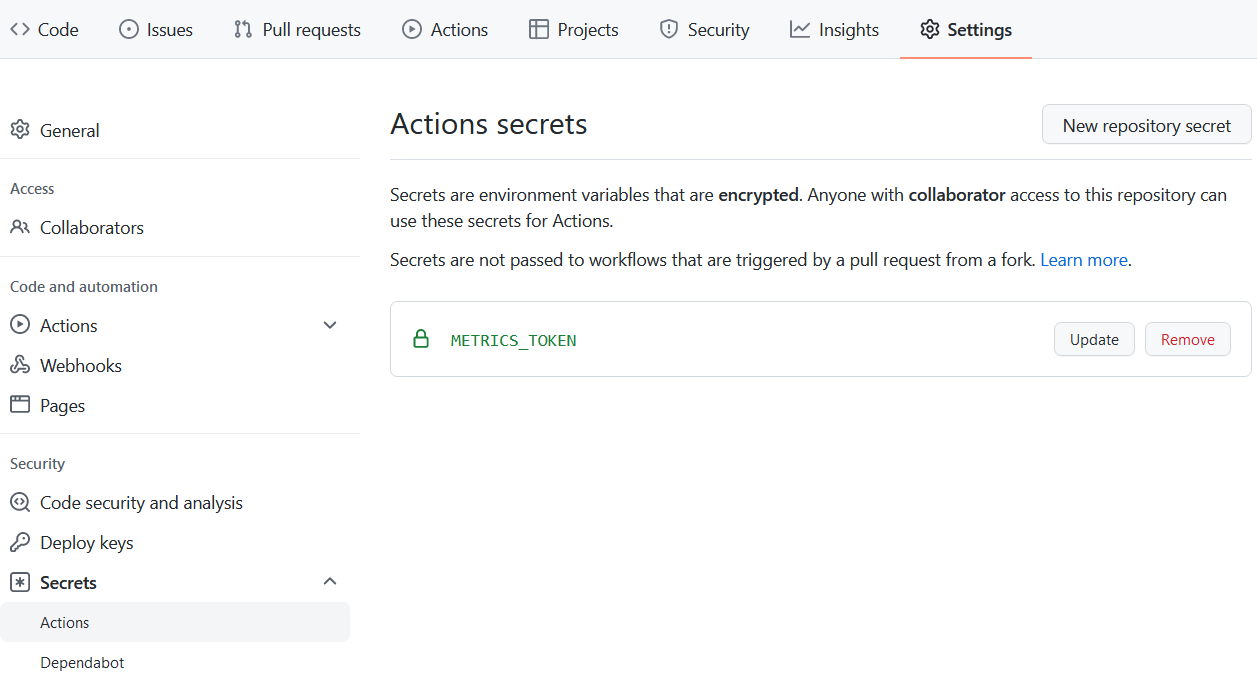 Code Issues Pull requests Actions Projects Security Insights Settings
General
Access
Collaborators
Code and automation
Actions
Webhooks
Pages
Security
Code security and analysis
Deploy keys
Secrets
Actions
Dependabot
Actions secrets
New repository secret
Secrets are environment variables that are encrypted. Anyone with collaborator access to this repository can
use these secrets for Actions.
Secrets are not passed to workflows that are triggered by a pull request from a fork. Learn more.
METRICS_TOKEN
Update Remove